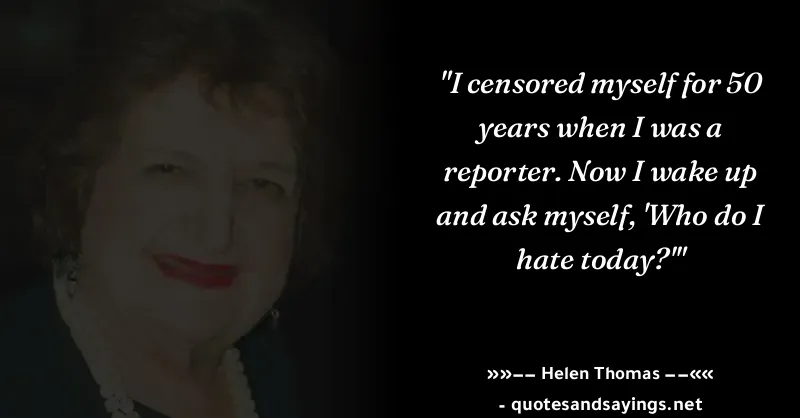 "I censored myself for 50
years when I was a
reporter. Now I wake up
and ask myself, 'Who do I
hate today?'"
»»–– Helen Thomas ––««
- quotesandsayings.net